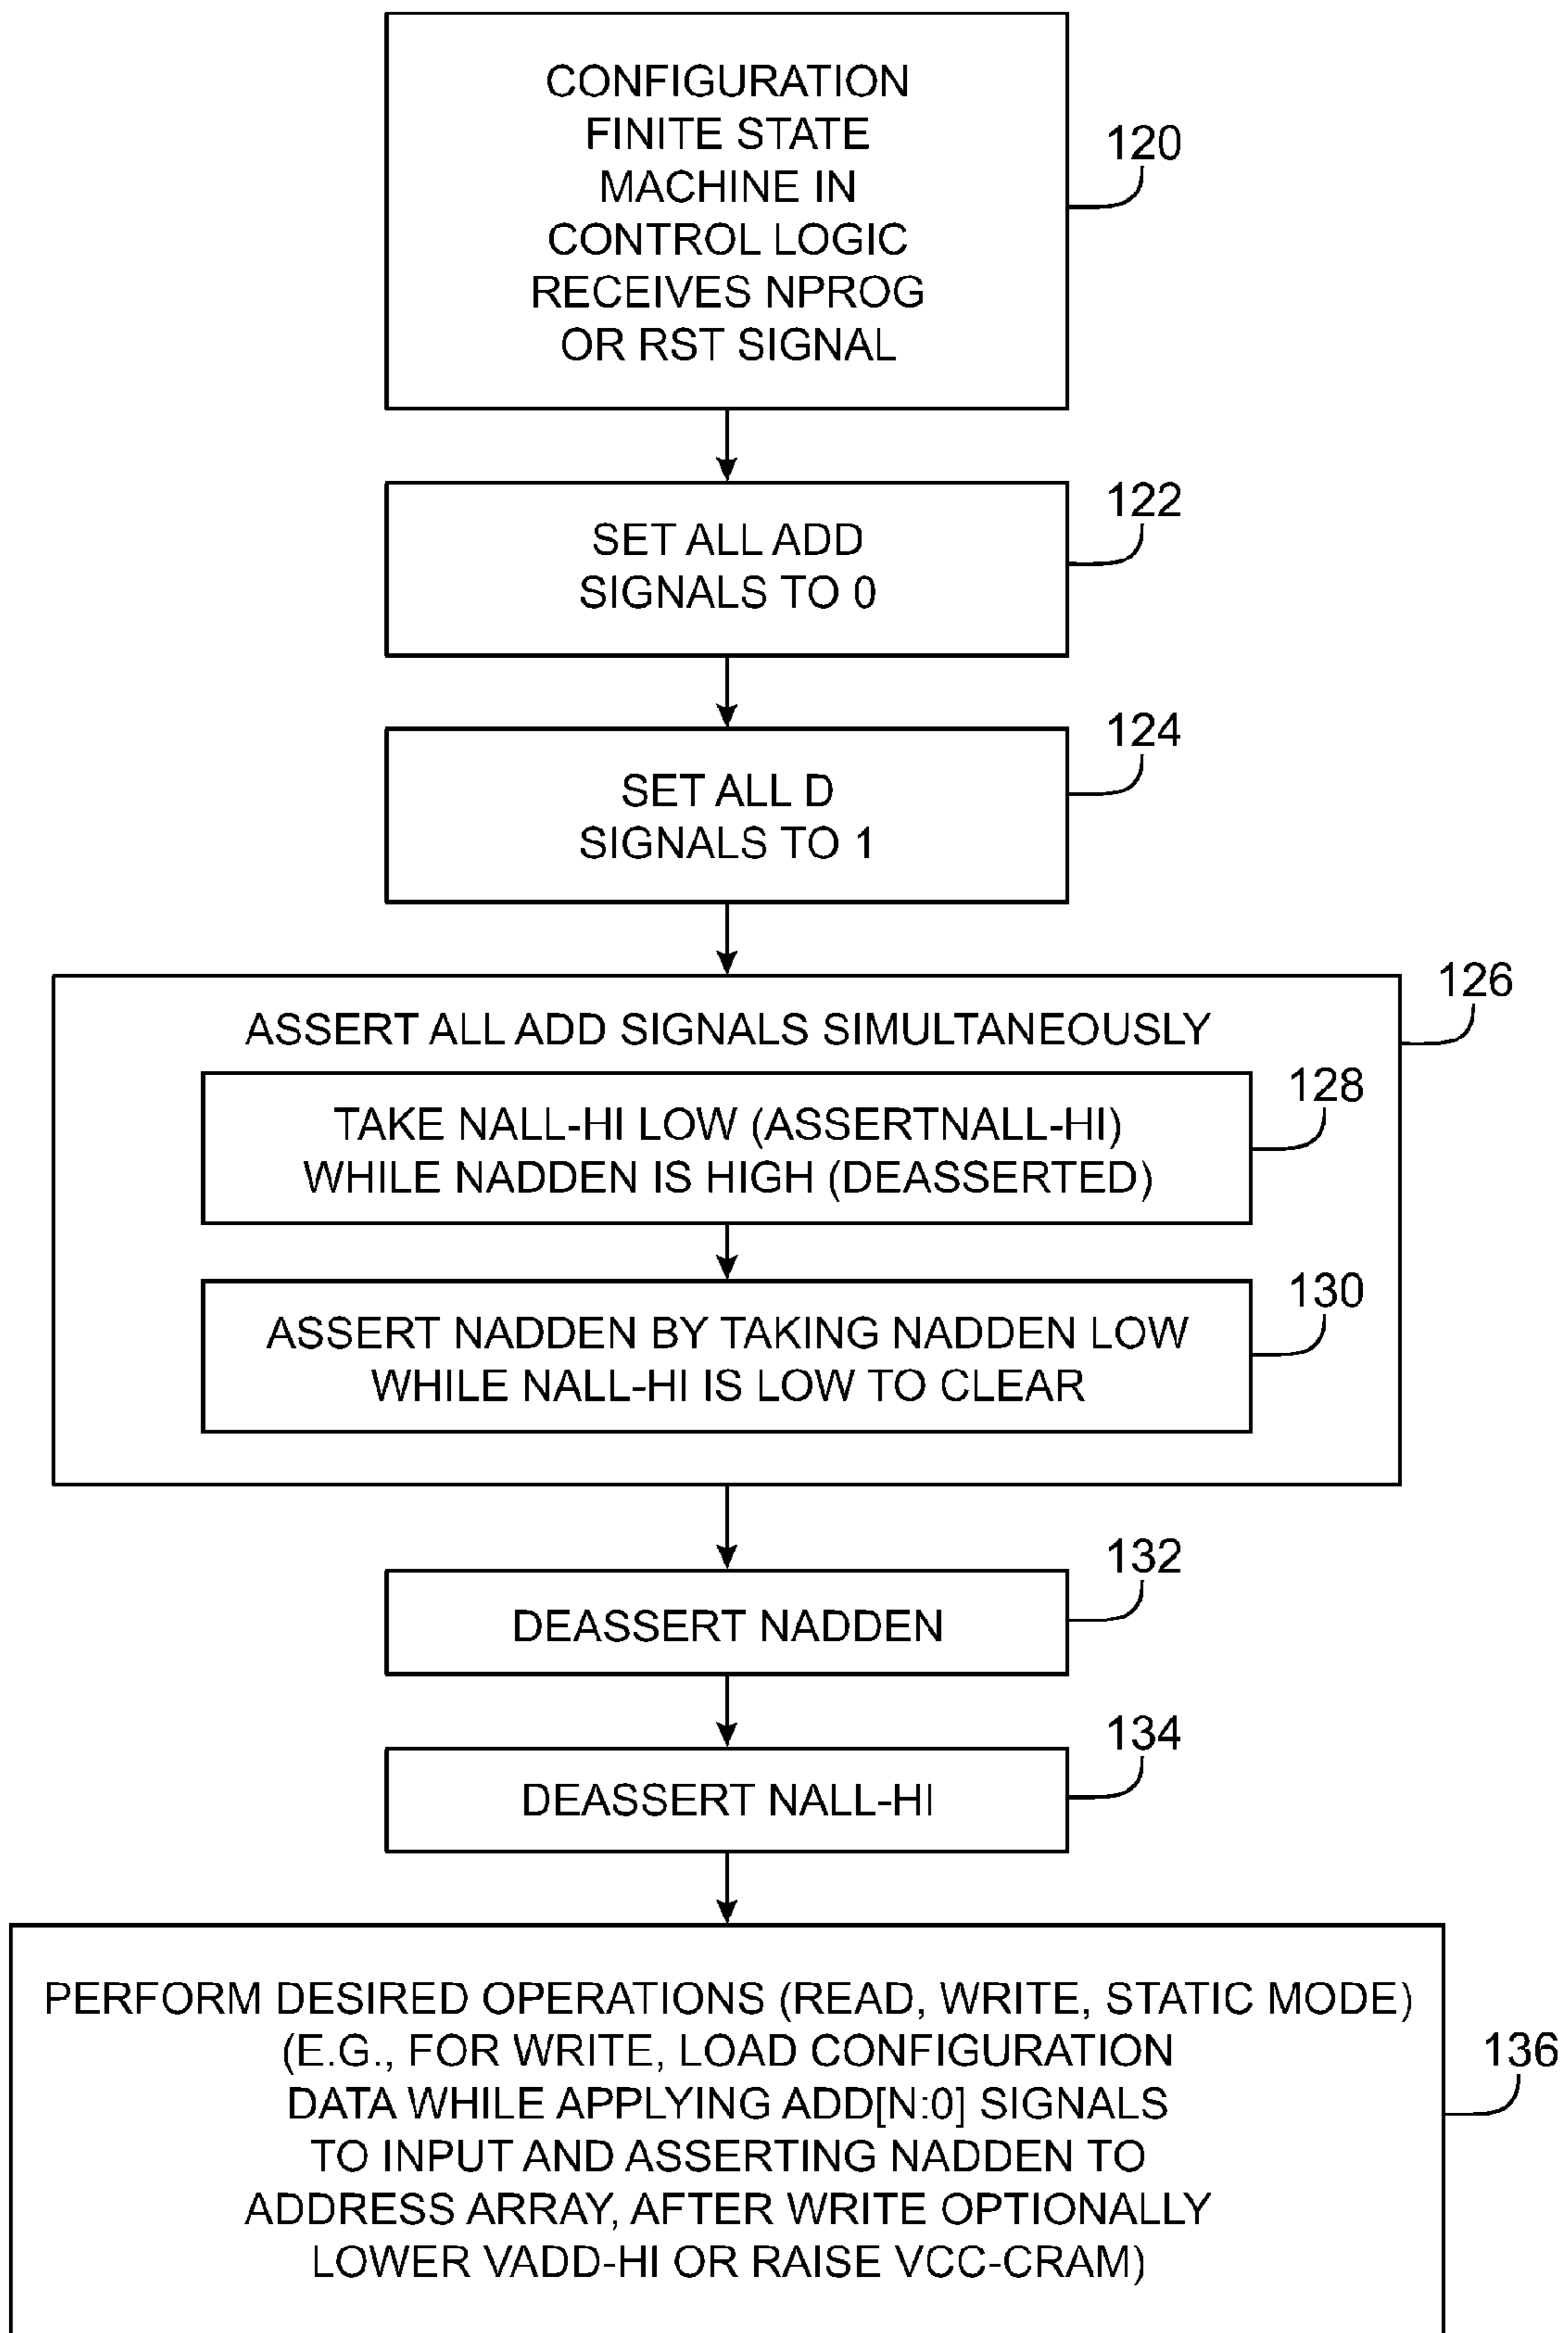 CONFIGURATION
FINITE STATE
MACHINE IN
CONTROL LOGIC
RECEIVES NPROG
OR RST SIGNAL
120
SET ALL ADD
SIGNALS TO 0
122
SET ALL D
SIGNALS TO 1
124
126
ASSERT ALL ADD SIGNALS SIMULTANEOUSLY
128
TAKE NALL-HI LOW (ASSERTNALL-HI)
WHILE NADDEN IS HIGH (DEASSERTED)
130
ASSERT NADDEN BY TAKING NADDEN LOW
WHILE NALL-HI IS LOW TO CLEAR
132
DEASSERT NADDEN
134
DEASSERT NALL-HI
PERFORM DESIRED OPERATIONS (READ, WRITE, STATIC MODE)
(E.G., FOR WRITE, LOAD CONFIGURATION
DATA WHILE APPLYING ADD[N:0] SIGNALS
TO INPUT AND ASSERTING NADDEN TO
ADDRESS ARRAY, AFTER WRITE OPTIONALLY
LOWER VADD-HI OR RAISE VCC-CRAM)
136